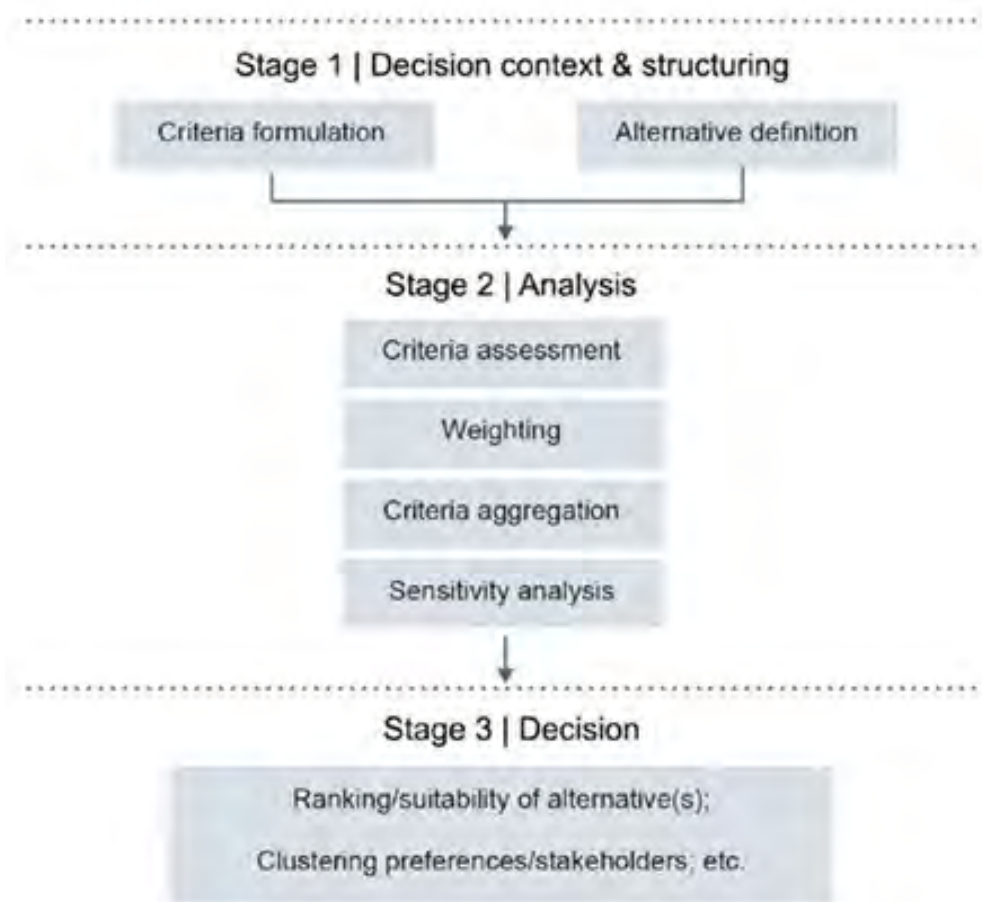 Stage 1 | Decision context & structuring
Criteria formulation
Alternative definition
Stage 2 | Analysis
Criteria assessment
Weighting
Criteria aggregation
Sensitivity analysis
Stage 3 | Decision
Ranking/suitability of alternative(s);
Clustering preferences/stakeholders; etc.